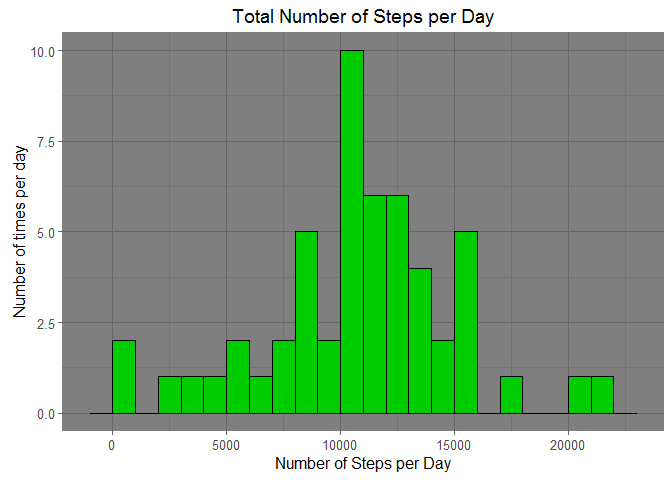 Total Number of Steps per Day
Number of times per day
10.0
7.5
5.0
2.5
0.0
0 5000 10000 15000 20000
Number of Steps per Day